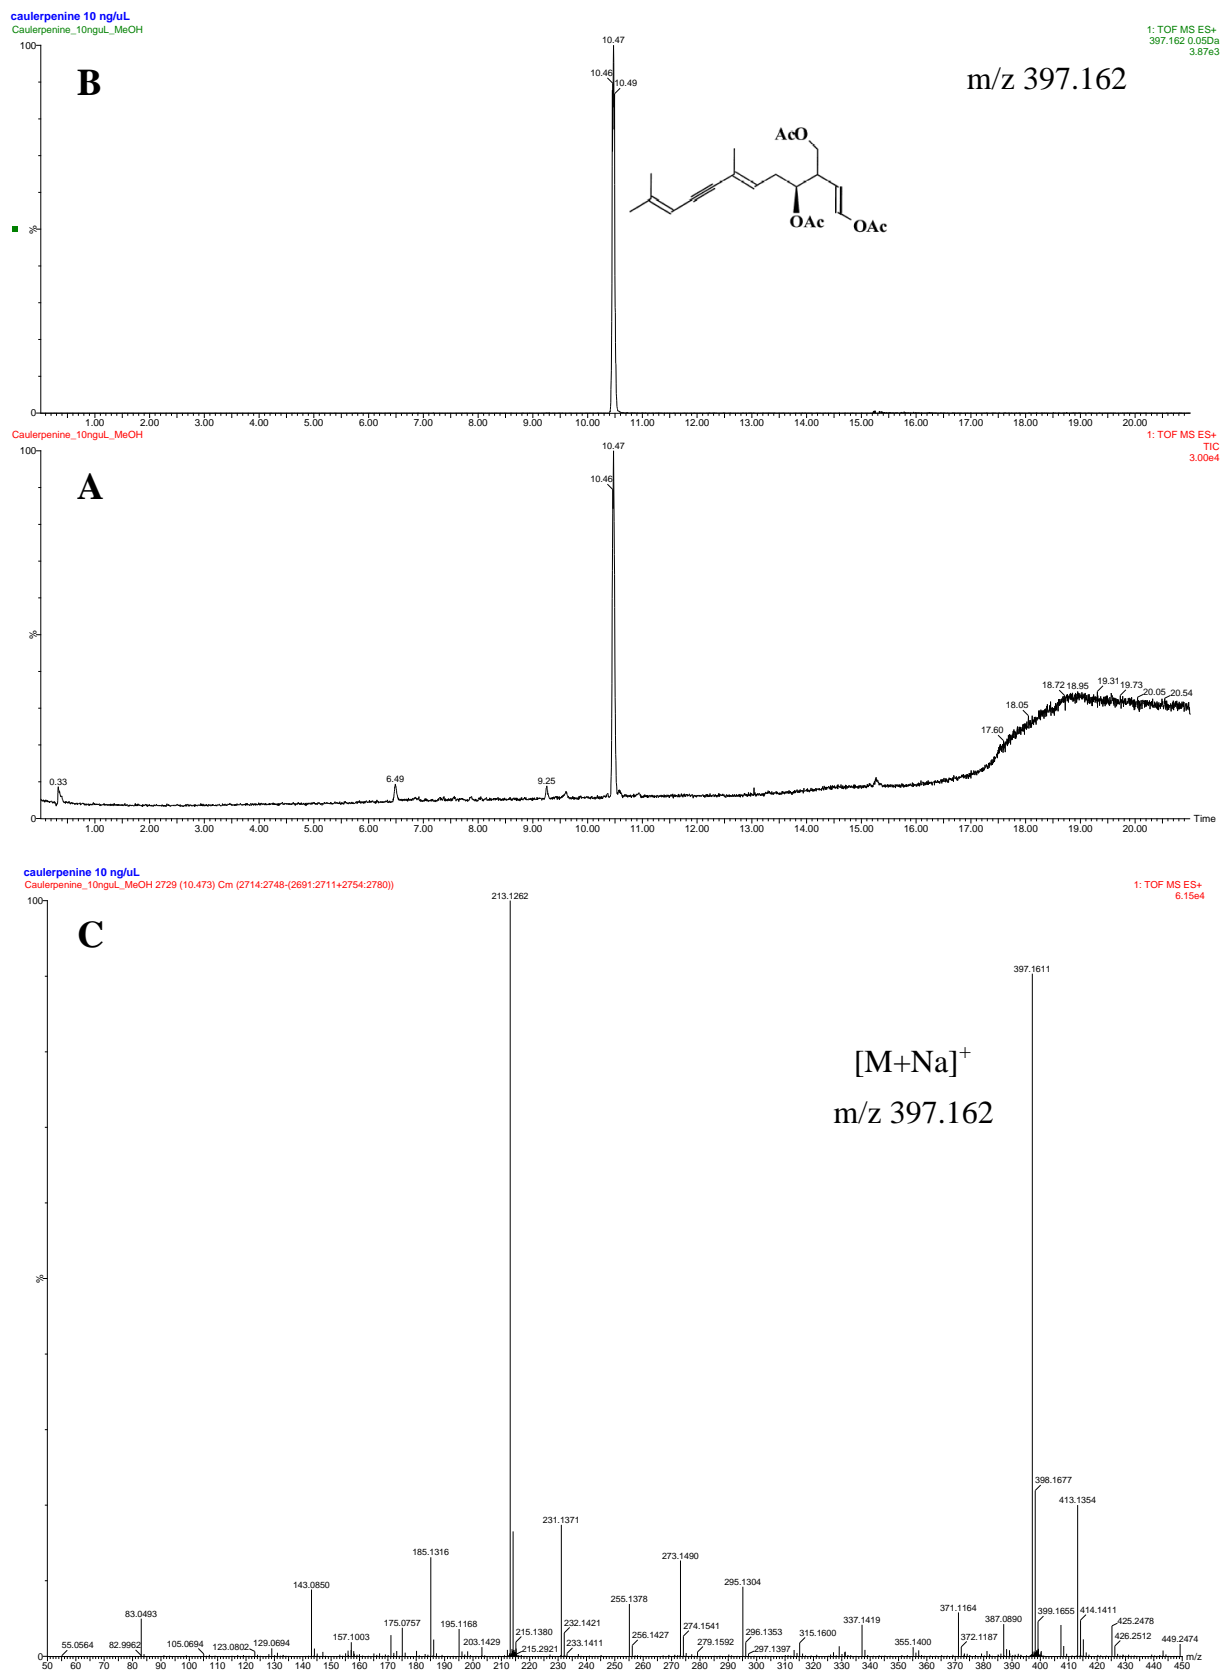 caulerpenine 10 ng/uL
Caulerpenine_10nguL_MeOH
1: TOF MS ES+
397.162 0.05Da
3.87e3
B
m/z 397.162
100
%
0
10.47
10.46
10.49
AcO
OAc
OAc
1.00 2.00 3.00 4.00 5.00 6.00 7.00 8.00 9.00 10.00 11.00 12.00 13.00 14.00 15.00 16.00 17.00 18.00 19.00 20.00
Caulerpenine_10nguL_MeOH
1: TOF MS ES+
TIC
3.00e4
A
100
%
0
10.47
10.46
0.33
6.49
9.25
17.60
18.05
18.72
18.95
19.31
19.73
20.05
20.54
Time
1.00 2.00 3.00 4.00 5.00 6.00 7.00 8.00 9.00 10.00 11.00 12.00 13.00 14.00 15.00 16.00 17.00 18.00 19.00 20.00
caulerpenine 10 ng/uL
Caulerpenine_10nguL_MeOH 2729 (10.473) Cm (2714:2748-(2691:2711+2754:2780))
1: TOF MS ES+
6.15e4
C
100
%
0
[M+Na]+
m/z 397.162
213.1262
397.1611
398.1677
413.1354
231.1371
185.1316
273.1490
143.0850
295.1304
83.0493
255.1378
371.1164
175.0757
195.1168
232.1421
274.1541
337.1419
387.0890
399.1655
414.1411
425.2478
55.0564
82.9962
105.0694
123.0802
129.0694
157.1003
203.1429
215.1380
215.2921
233.1411
256.1427
279.1592
296.1353
297.1397
315.1600
355.1400
372.1187
426.2512
449.2474
50 60 70 80 90 100 110 120 130 140 150 160 170 180 190 200 210 220 230 240 250 260 270 280 290 300 310 320 330 340 350 360 370 380 390 400 410 420 430 440 450
m/z